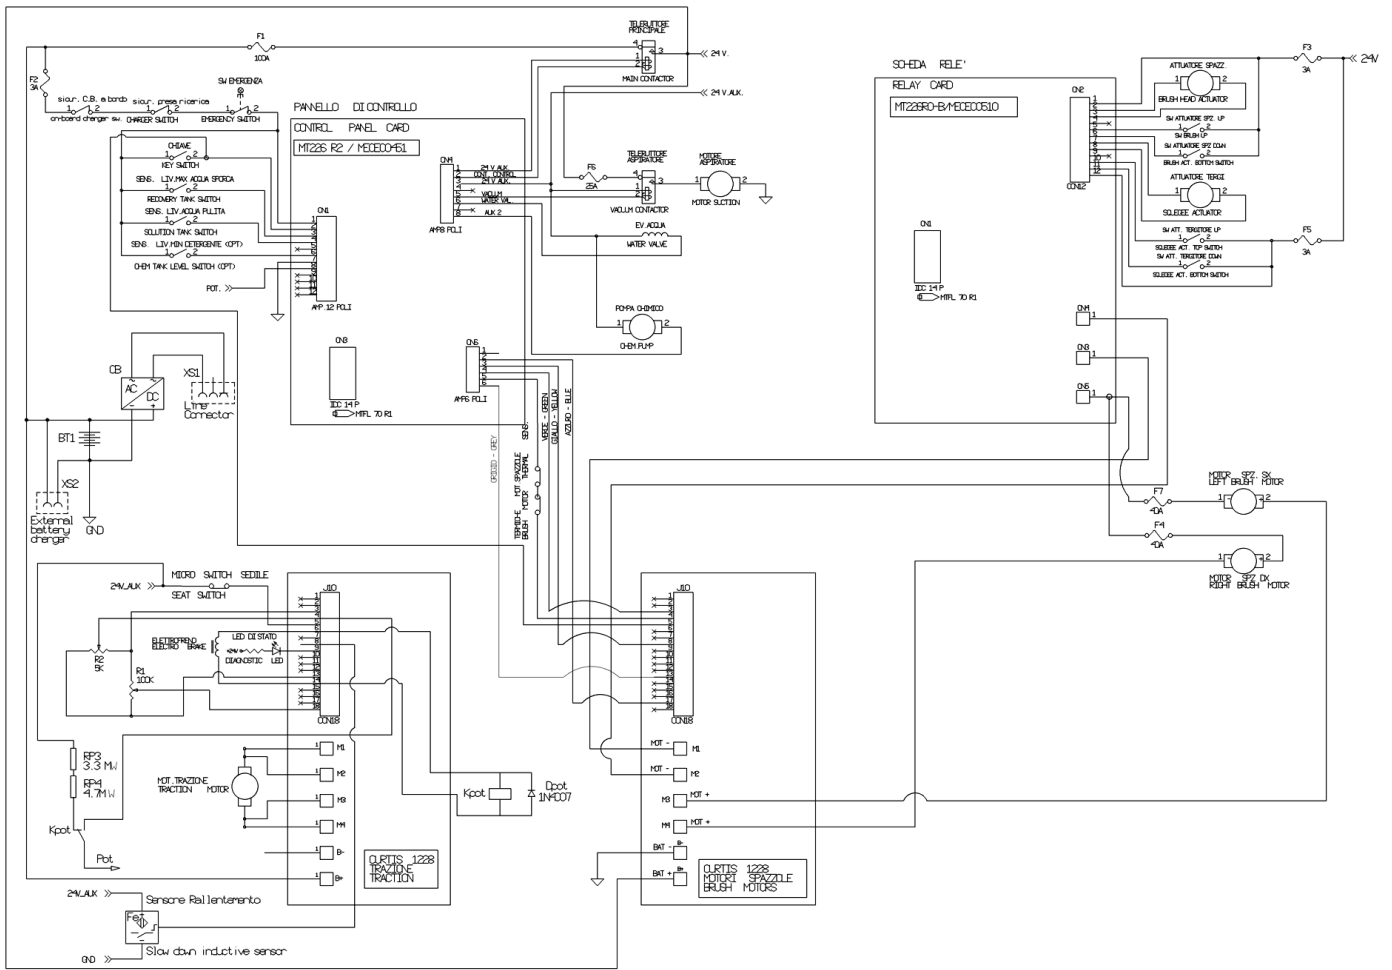 F1
100A
F2
3A
SW EMERGENZA
sicur. C.B. a bordo
sicur. presa ricarica
on-board charger sw.
CHARGER SWITCH
EMERGENCY SWITCH
CHIAVE
KEY SWITCH
SENS. LIV.MAX ACQUA SPORCA
RECOVERY TANK SWITCH
SENS. LIV.ACQUA PULITA
SOLUTION TANK SWITCH
SENS. LIV.MIN DETERGENTE (OPT)
CHEM TANK LEVEL SWITCH (OPT)
POT.
PANNELLO DI CONTROLLO
CONTROL PANEL CARD
MT226 R2 / MECE00461
CN1
AMP.12 POLI
CN4
AMP8 POLI
24 V AUX
CONT. CONTROL
24 V AUX.
VACUUM
WATER VAL.
AUX 2
CN3
IDC 14 P
MTFL 70 R1
CN6
AMP6 POLI
TELERUTTORE
PRINCIPALE
MAIN CONTACTOR
24 V.
24 V.AUX.
F6
25A
TELERUTTORE
ASPIRATORE
VACUUM CONTACTOR
MOTORE
ASPIRATORE
MOTOR SUCTION
EV.ACQUA
WATER VALVE
POMPA CHIMICO
CHEM.PUMP
SCHEDA RELE'
RELAY CARD
MT226RO-B/MECE00510
CN2
CON12
CN1
IDC 14 P
MTFL 70 R1
CN4
CN3
CN5
F3
3A
24V
ATTUATORE SPAZZ.
BRUSH HEAD ACTUATOR
SW ATTUATORE SPZ. UP
SW BRUSH UP
SW ATTUATORE SPZ DOWN
BRUSH ACT. BOTTOM SWITCH
ATTUATORE TERGI
SQUEGEE ACTUATOR
SW ATT. TERGITORE UP
SQUEGEE ACT. TOP SWITCH
SW ATT. TERGITORE DOWN
SQUEGEE ACT. BOTTOM SWITCH
F5
3A
CB
AC
DC
XS1
Line
Connector
BT1
XS2
External
battery
charger
GND
GRIGIO - GREY
TERMICHE MOT SPAZZOLE
BRUSH MOTOR THERMAL SENS.
VERDE - GREEN
GIALLO - YELLOW
AZZURO - BLUE
MOTOR SPZ. SX
LEFT BRUSH MOTOR
F7
40A
F4
40A
MOTOR SPZ DX
RIGHT BRUSH MOTOR
24V_AUX
MICRO SWITCH SEDILE
SEAT SWITCH
ELETTROFRENO
ELECTRO BRAKE
LED DI STATO
24V
DIAGNOSTIC LED
R2
5K
R1
100K
J10
CON18
RP3
3.3 MW
RP4
4.7MW
Kpot
Pot
MOT.TRAZIONE
TRACTION MOTOR
M1
M2
M3
M4
B-
B+
CURTIS 1228
TRAZIONE
TRACTION
Kpot
Dpot
1N4007
J10
CON18
MOT -
M1
MOT -
M2
M3
MOT +
M4
MOT +
BAT -
B-
BAT +
B+
CURTIS 1228
MOTORI SPAZZOLE
BRUSH MOTORS
24V_AUX
Sensore Rallentamento
Fe
Slow down inductive sensor
GND